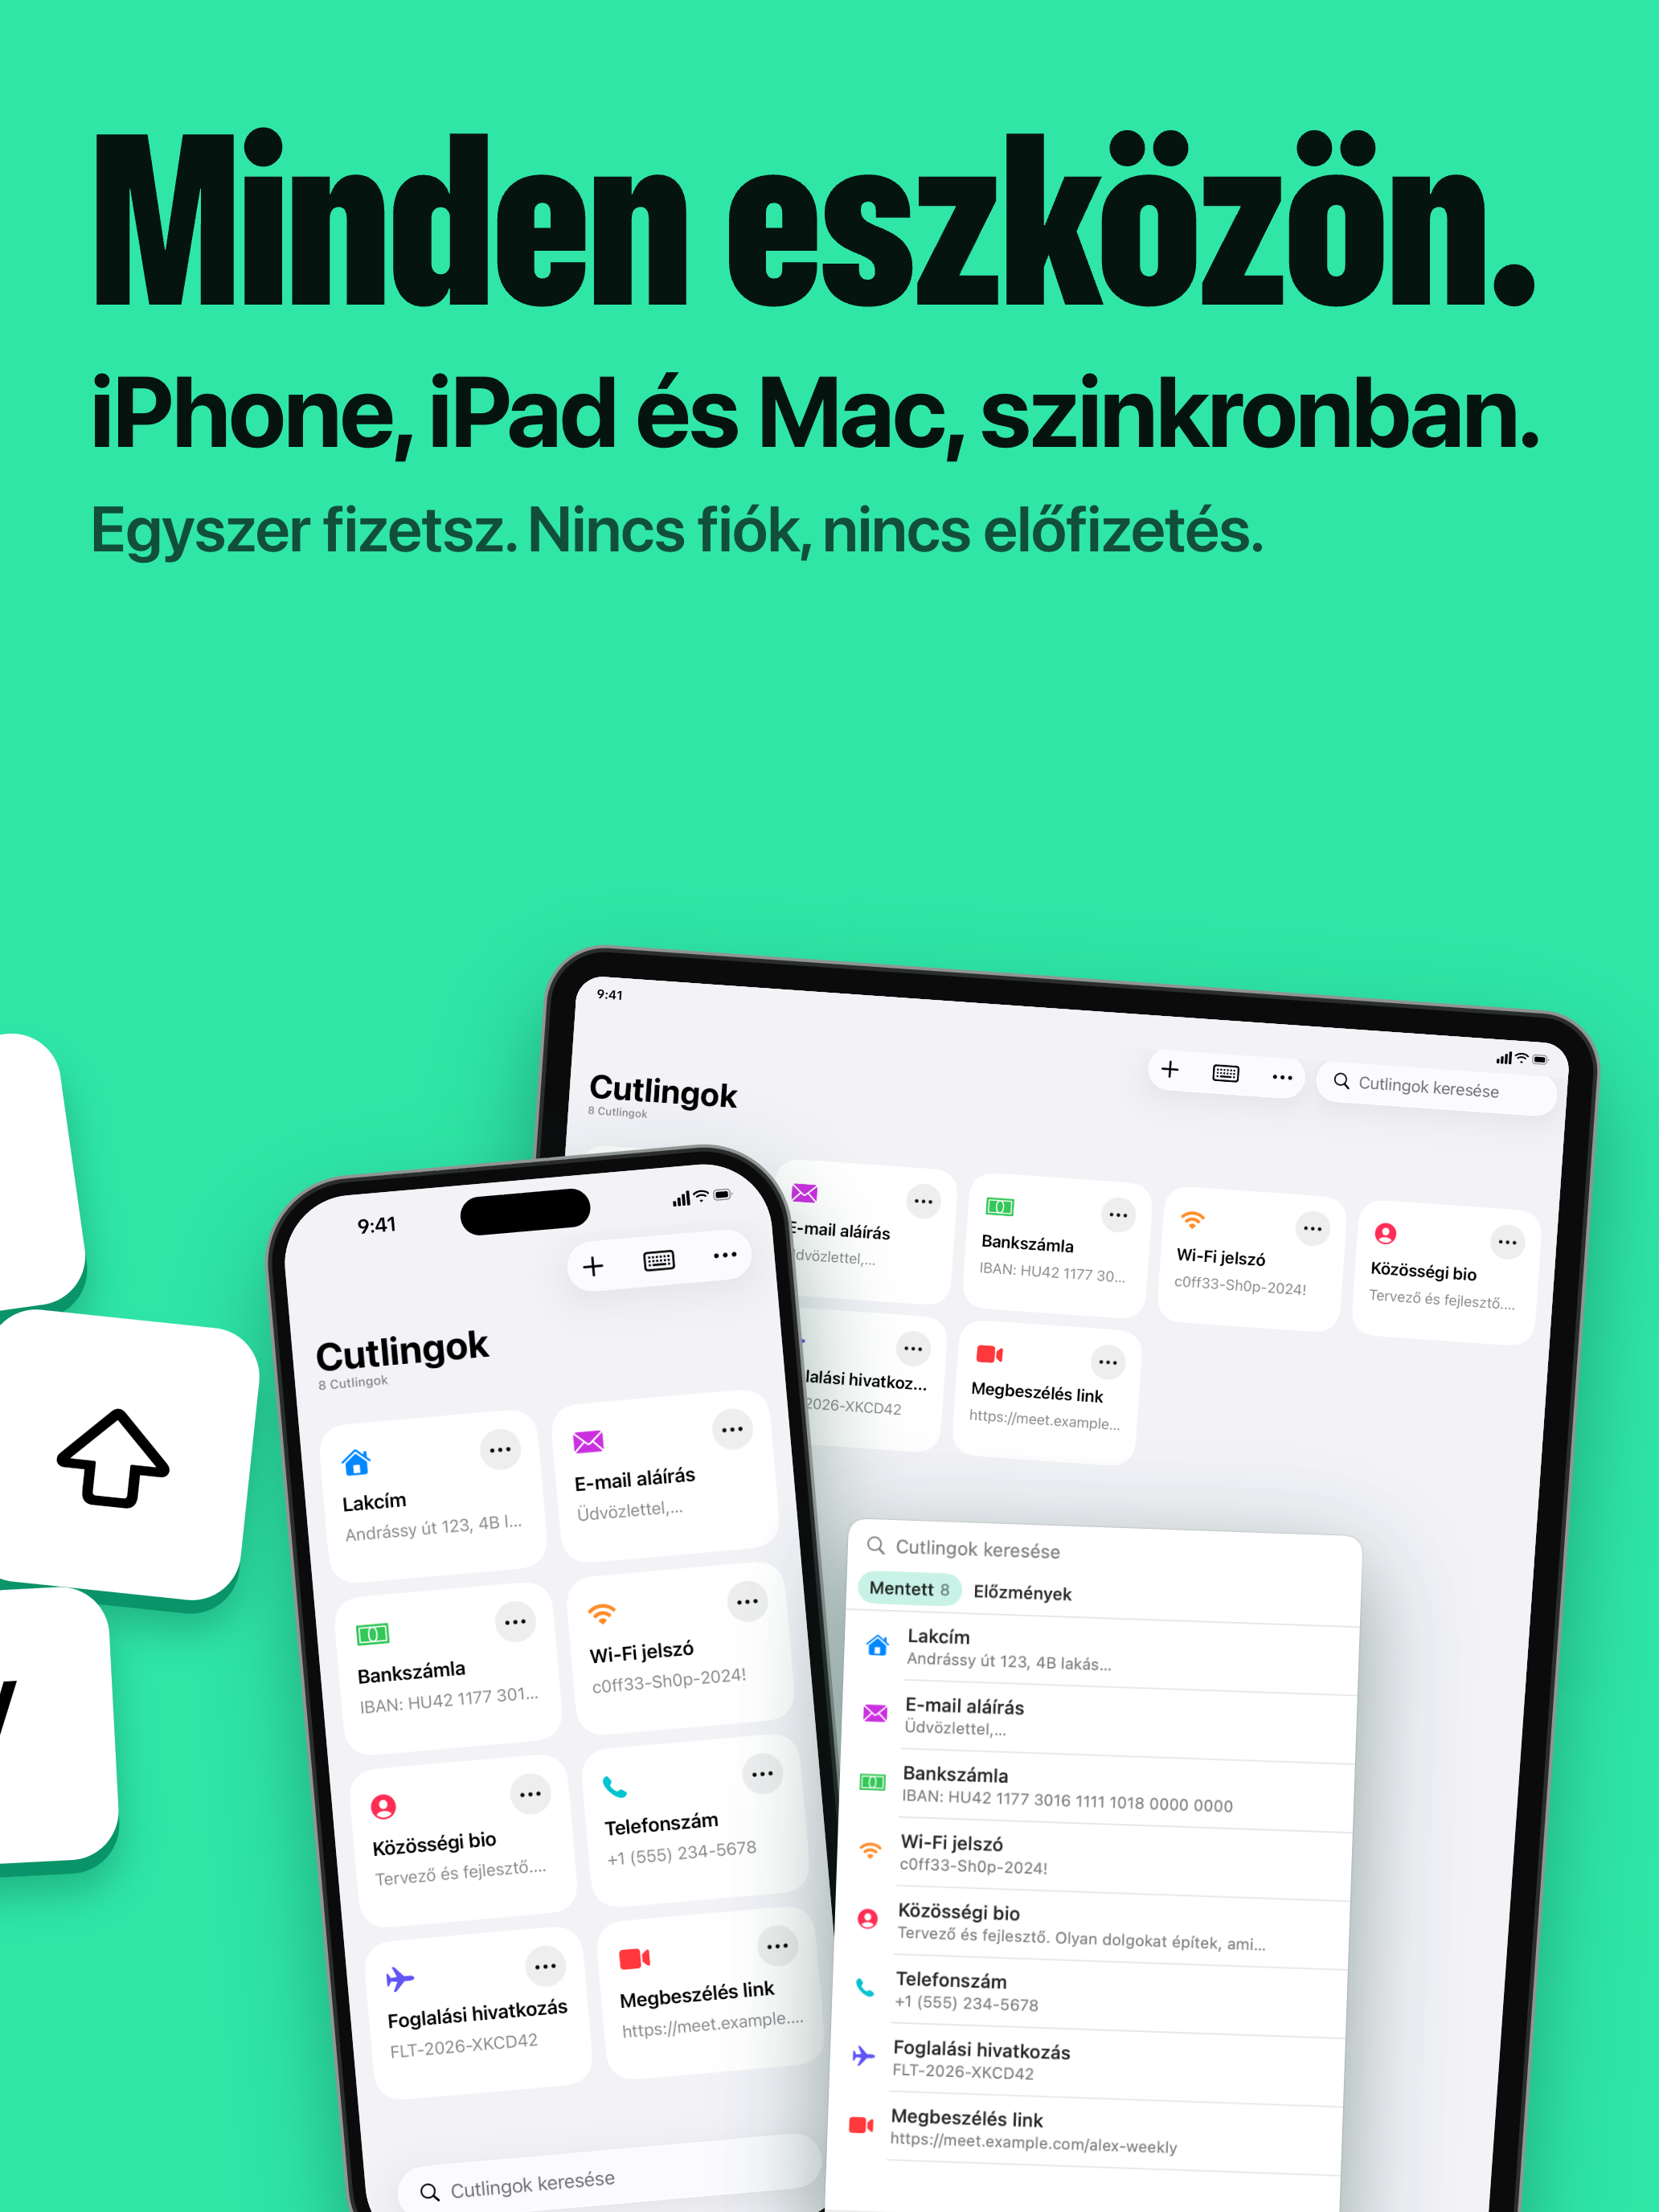 Minden eszközön.
iPhone, iPad és Mac, szinkronban.
Egyszer fizetsz. Nincs fiók, nincs előfizetés.
9:41
Cutlingok
8 Cutlingok
Cutlingok keresése
E-mail aláírás
dvözlettel,...
Bankszámla
IBAN: HU42 1177 30...
Wi-Fi jelszó
c0ff33-Sh0p-2024!
Közösségi bio
Tervező és fejlesztő....
lalási hivatkoz...
2026-XKCD42
Megbeszélés link
https://meet.example...
9:41
Cutlingok
8 Cutlingok
Lakcím
Andrássy út 123, 4B l...
E-mail aláírás
Üdvözlettel,...
Bankszámla
IBAN: HU42 1177 301...
Wi-Fi jelszó
c0ff33-Sh0p-2024!
Közösségi bio
Tervező és fejlesztő....
Telefonszám
+1 (555) 234-5678
Foglalási hivatkozás
FLT-2026-XKCD42
Megbeszélés link
https://meet.example....
Cutlingok keresése
Cutlingok keresése
Mentett 8 Előzmények
Lakcím
Andrássy út 123, 4B lakás...
E-mail aláírás
Üdvözlettel,...
Bankszámla
IBAN: HU42 1177 3016 1111 1018 0000 0000
Wi-Fi jelszó
c0ff33-Sh0p-2024!
Közösségi bio
Tervező és fejlesztő. Olyan dolgokat építek, ami...
Telefonszám
+1 (555) 234-5678
Foglalási hivatkozás
FLT-2026-XKCD42
Megbeszélés link
https://meet.example.com/alex-weekly